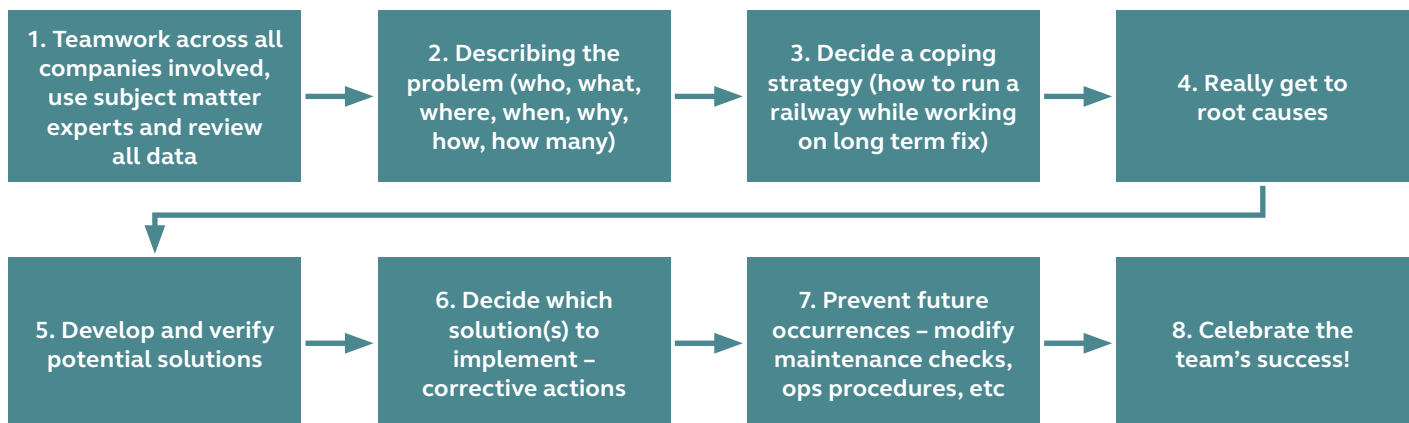 1. Teamwork across all
companies involved,
use subject matter
experts and review
all data
2. Describing the
problem (who, what,
where, when, why,
how, how many)
3. Decide a coping
strategy (how to run a
railway while working
on long term fix)
4. Really get to
root causes
5. Develop and verify
potential solutions
6. Decide which
solution(s) to
implement –
corrective actions
7. Prevent future
occurrences – modify
maintenance checks,
ops procedures, etc
8. Celebrate the
team’s success!